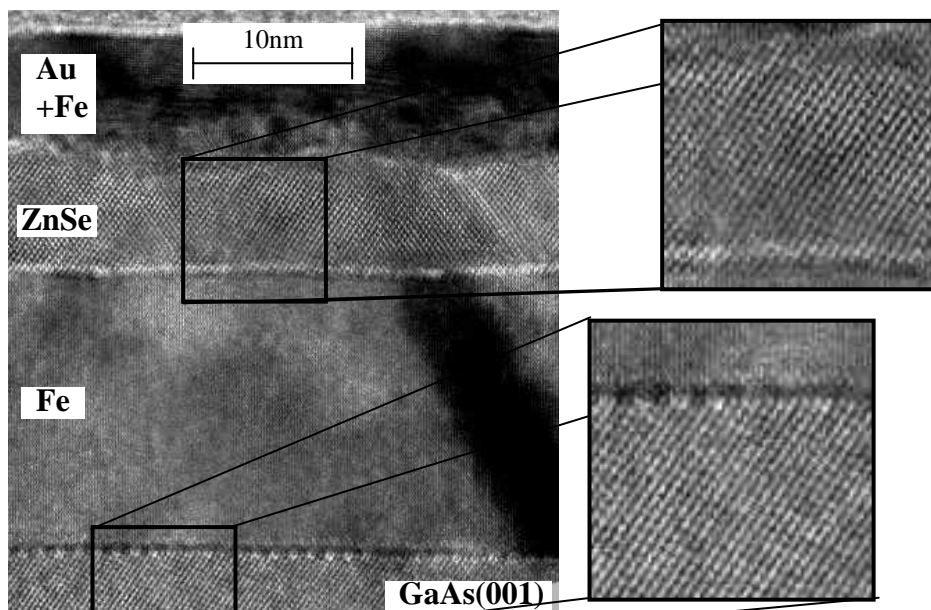 10nm
Au
+Fe
ZnSe
Fe
GaAs(001)